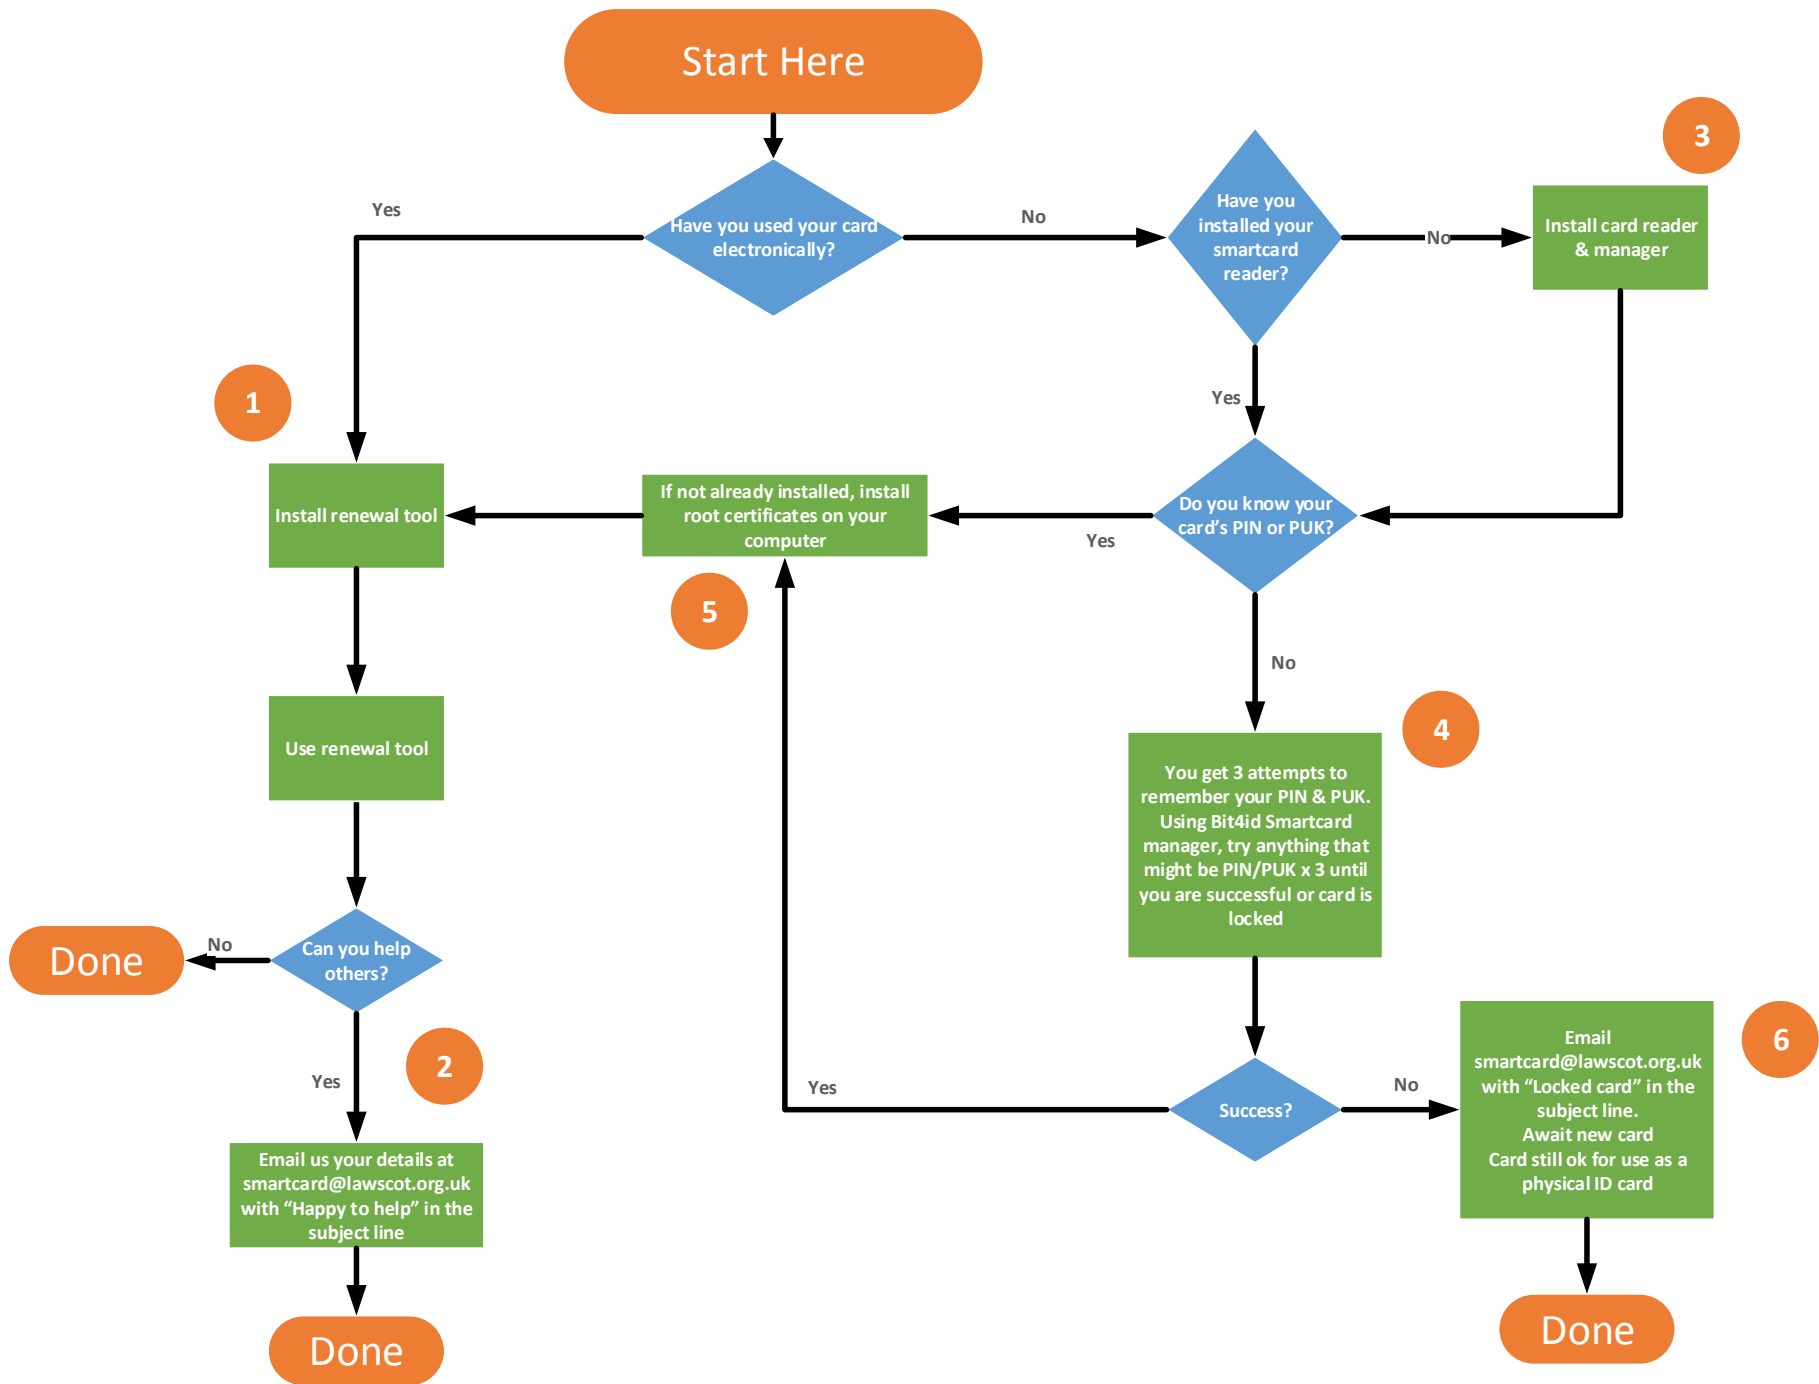 Start Here
3
Yes
Have you used your card
electronically?
No
Have you
installed your
smartcard
reader?
No
Install card reader
& manager
1
Yes
Install renewal tool
If not already installed, install
root certificates on your
computer
Yes
Do you know your
card’s PIN or PUK?
5
No
4
Use renewal tool
You get 3 attempts to
remember your PIN & PUK.
Using Bit4id Smartcard
manager, try anything that
might be PIN/PUK x 3 until
you are successful or card is
locked
Done
No
Can you help
others?
2
Yes
Email us your details at
smartcard@lawscot.org.uk
with “Happy to help” in the
subject line
Done
Yes
Success?
No
6
Email
smartcard@lawscot.org.uk
with “Locked card” in the
subject line.
Await new card
Card still ok for use as a
physical ID card
Done